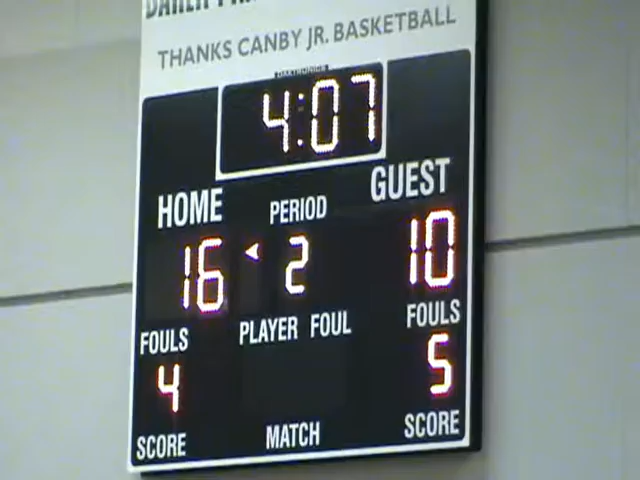 THANKS CANBY JR. BASKETBALL
DAKTRONICS
4:07
HOME PERIOD GUEST
16 2 10
FOULS PLAYER FOUL FOULS
4 5
SCORE MATCH SCORE